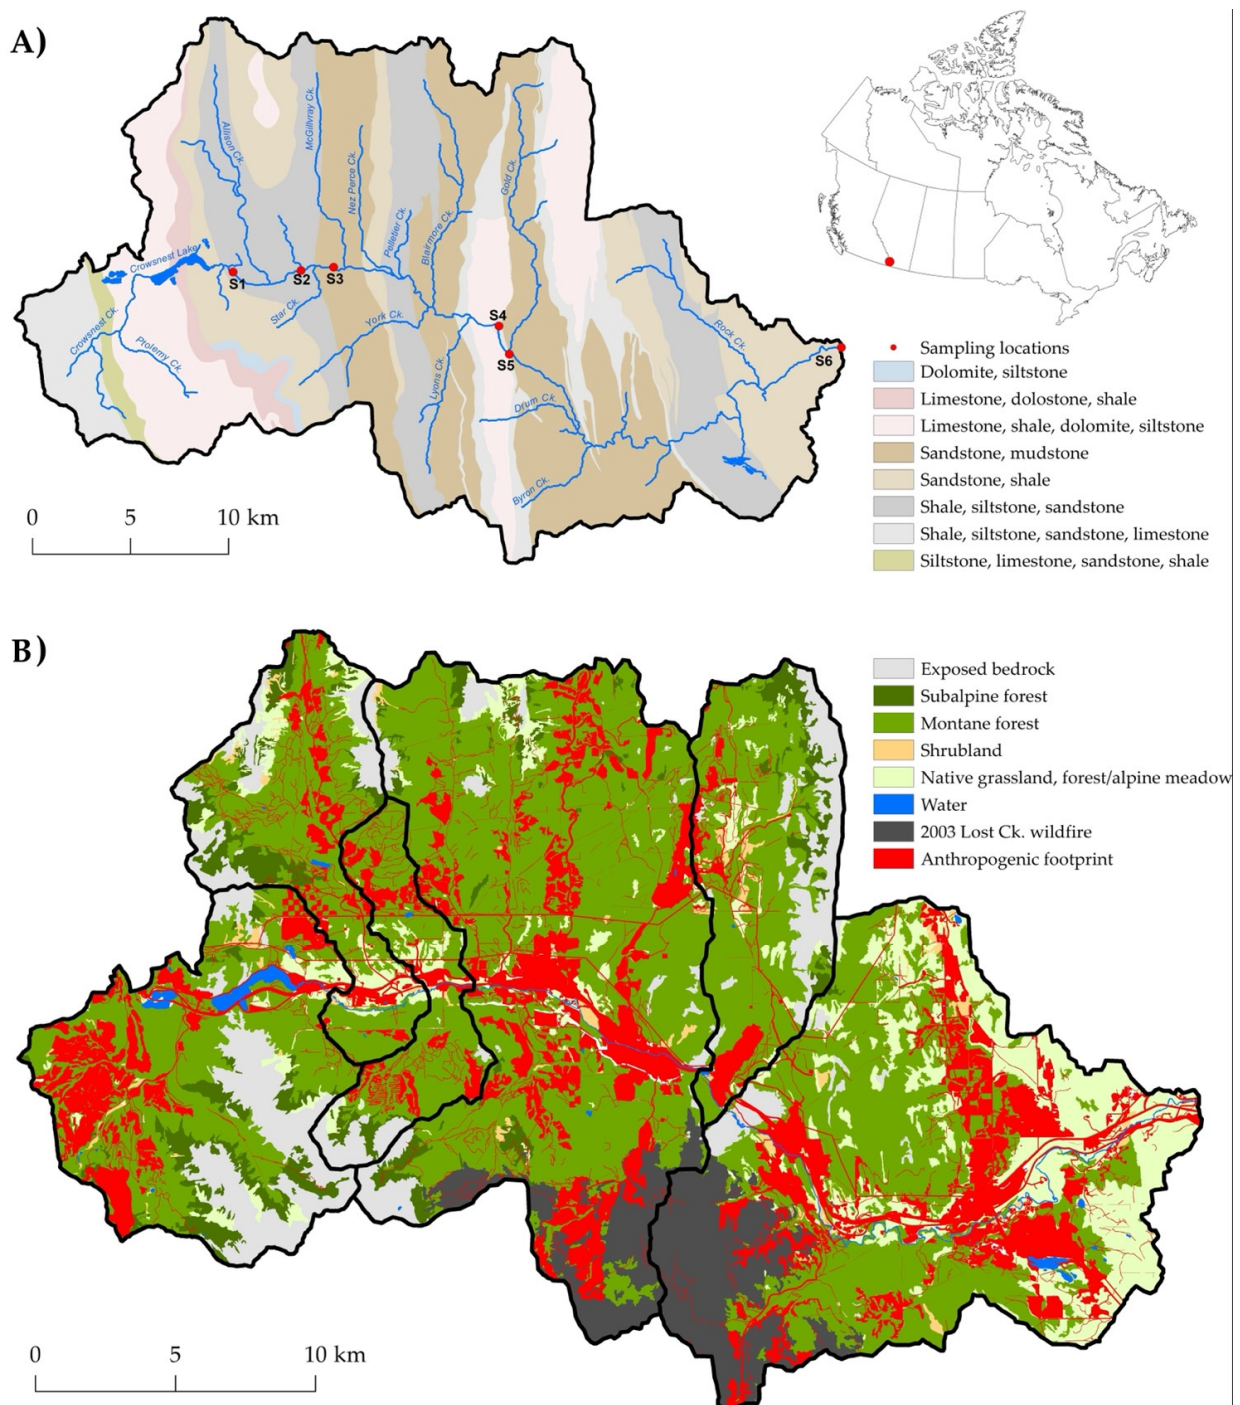 A)
Allison Ck.
McGillvray Ck.
Nez Perce Ck.
Pelletier Ck.
Blairmore Ck.
Gold Ck.
Crowsnest Lake
S1
S2
S3
Star Ck.
York Ck.
S4
S5
Crowsnest Ck.
Ptolemy Ck.
Lyons Ck.
Drum Ck.
Byron Ck.
Rock Ck.
S6
0 5 10 km
Sampling locations
Dolomite, siltstone
Limestone, dolostone, shale
Limestone, shale, dolomite, siltstone
Sandstone, mudstone
Sandstone, shale
Shale, siltstone, sandstone
Shale, siltstone, sandstone, limestone
Siltstone, limestone, sandstone, shale
B)
Exposed bedrock
Subalpine forest
Montane forest
Shrubland
Native grassland, forest/alpine meadow
Water
2003 Lost Ck. wildfire
Anthropogenic footprint
0 5 10 km